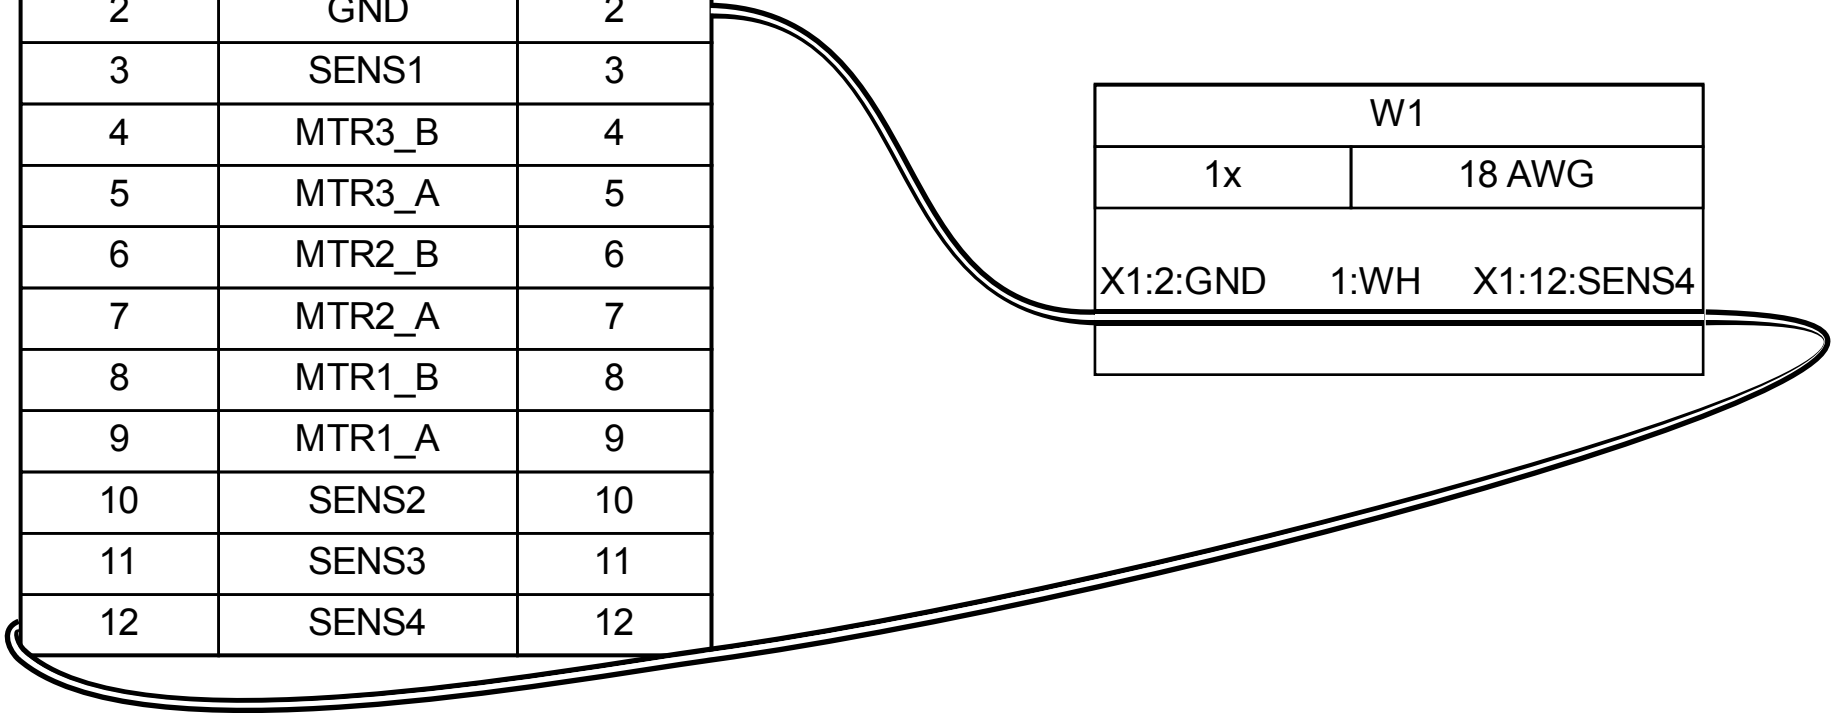 2 GND 2
3 SENS1 3
4 MTR3_B 4
5 MTR3_A 5
6 MTR2_B 6
7 MTR2_A 7
8 MTR1_B 8
9 MTR1_A 9
10 SENS2 10
11 SENS3 11
12 SENS4 12
W1
1x 18 AWG
X1:2:GND 1:WH X1:12:SENS4